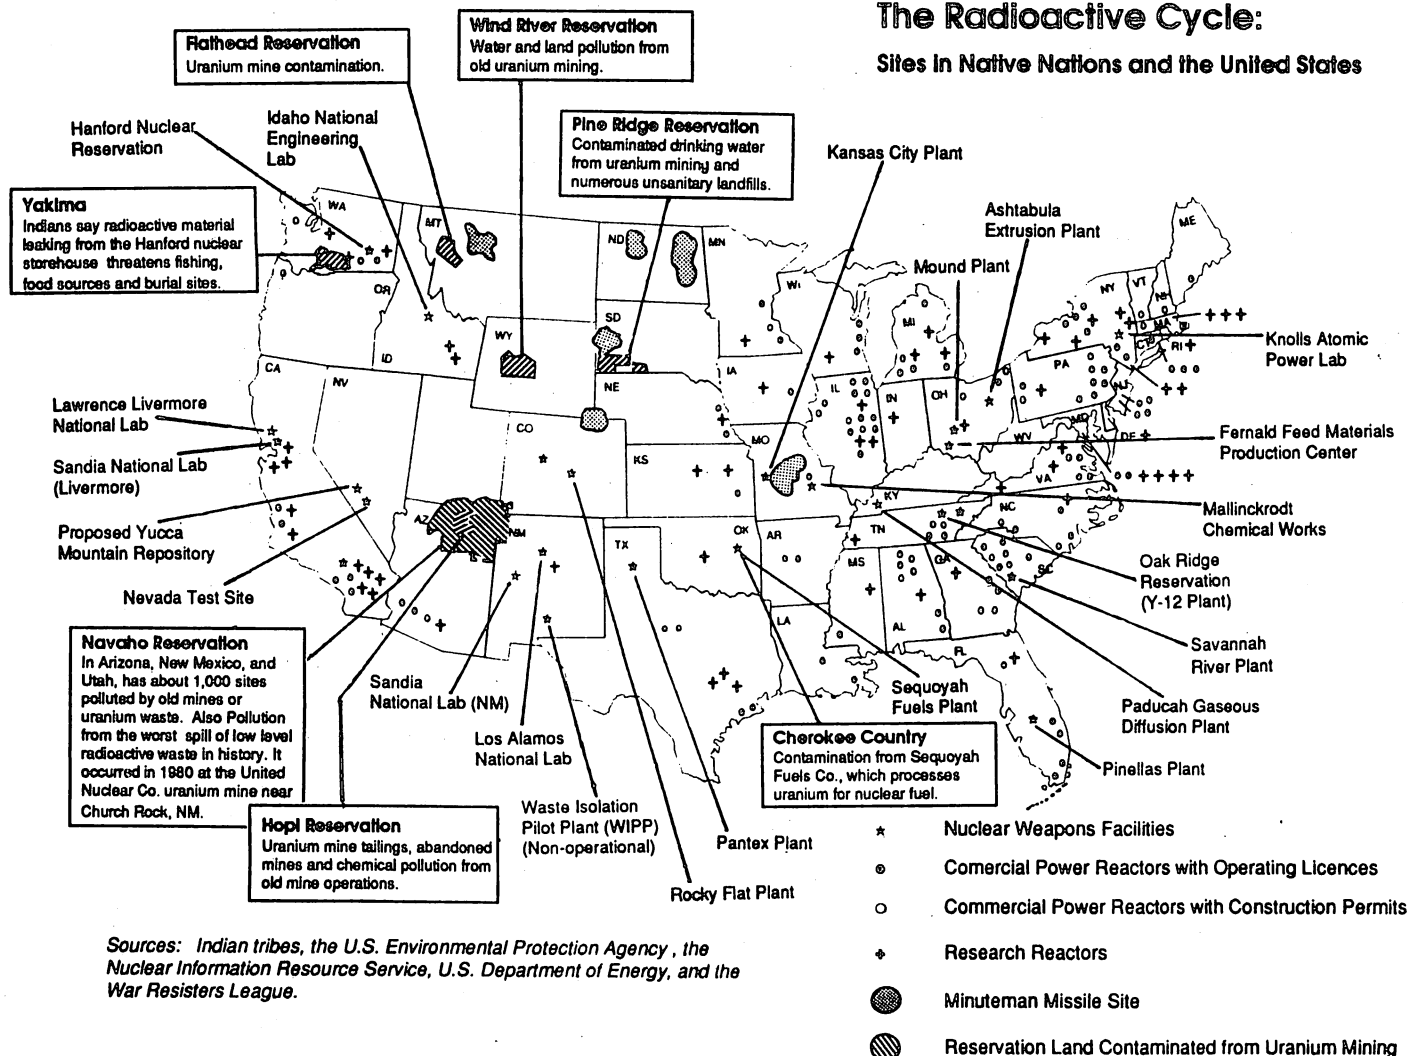 The Radioactive Cycle:
Sites in Native Nations and the United States
Flathead Reservation
Uranium mine contamination.
Wind River Reservation
Water and land pollution from
old uranium mining.
Pine Ridge Reservation
Contaminated drinking water
from uranium mining and
numerous unsanitary landfills.
Hanford Nuclear
Reservation
Idaho National
Engineering
Lab
Kansas City Plant
Yakima
Indians say radioactive material
leaking from the Hanford nuclear
storehouse threatens fishing,
food sources and burial sites.
Ashtabula
Extrusion Plant
Mound Plant
Knolls Atomic
Power Lab
Lawrence Livermore
National Lab
Sandia National Lab
(Livermore)
Proposed Yucca
Mountain Repository
Nevada Test Site
Fernald Feed Materials
Production Center
Mallinckrodt
Chemical Works
Oak Ridge
Reservation
(Y-12 Plant)
Savannah
River Plant
Paducah Gaseous
Diffusion Plant
Pinellas Plant
WA
MT
ND
MN
OR
ID
WY
SD
NE
WI
MI
NY
VT
NH
ME
MA
CT
RI
CA
NV
CO
IA
IL
IN
OH
PA
NJ
MD
DE
WV
VA
KS
MO
KY
NC
AZ
NM
TX
OK
AR
TN
MS
AL
GA
SC
LA
FL
Navaho Reservation
In Arizona, New Mexico, and
Utah, has about 1,000 sites
polluted by old mines or
uranium waste. Also Pollution
from the worst spill of low level
radioactive waste in history. It
occurred in 1980 at the United
Nuclear Co. uranium mine near
Church Rock, NM.
Hopi Reservation
Uranium mine tailings, abandoned
mines and chemical pollution from
old mine operations.
Sandia
National Lab (NM)
Los Alamos
National Lab
Waste Isolation
Pilot Plant (WIPP)
(Non-operational)
Pantex Plant
Rocky Flat Plant
Sequoyah
Fuels Plant
Cherokee Country
Contamination from Sequoyah
Fuels Co., which processes
uranium for nuclear fuel.
Nuclear Weapons Facilities
Comercial Power Reactors with Operating Licences
Commercial Power Reactors with Construction Permits
Research Reactors
Minuteman Missile Site
Reservation Land Contaminated from Uranium Mining
Sources: Indian tribes, the U.S. Environmental Protection Agency , the
Nuclear Information Resource Service, U.S. Department of Energy, and the
War Resisters League.